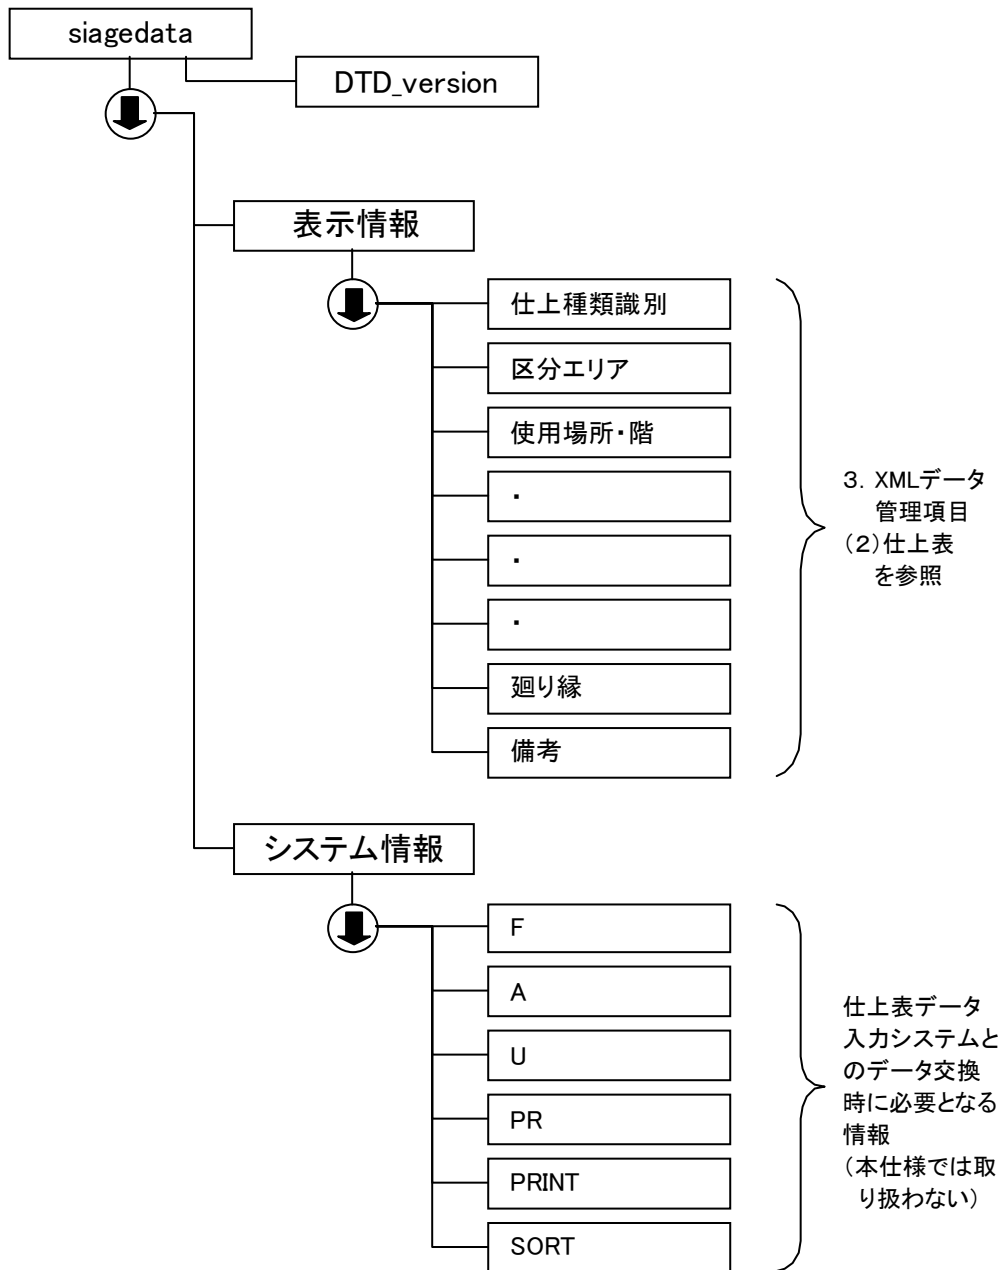 siagedata
DTD_version
表示情報
仕上種類識別
区分エリア
使用場所・階
・
・
・
廻り縁
備考
3．XMLデータ
管理項目
（２）仕上表
を参照
システム情報
F
A
U
PR
PRINT
SORT
仕上表データ
入力システムと
のデータ交換
時に必要となる
情報
（本仕様では取
り扱わない）